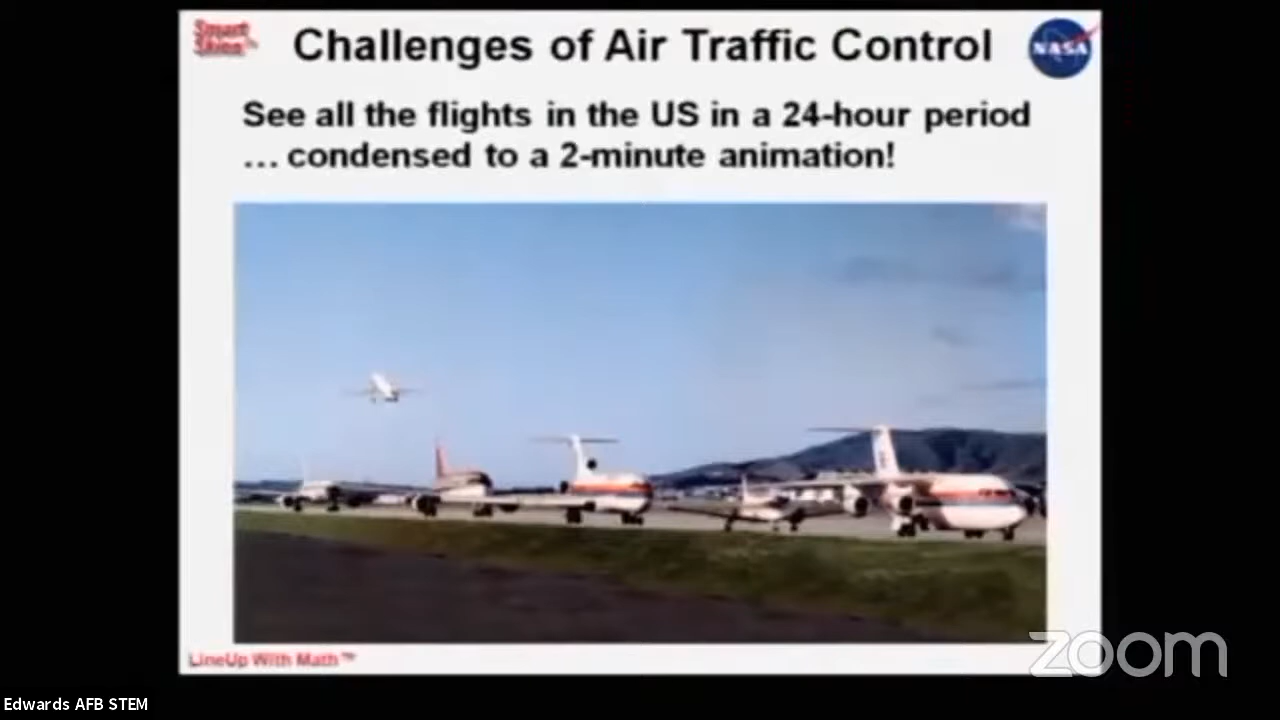 Smart
Skies™
Challenges of Air Traffic Control
NASA
See all the flights in the US in a 24-hour period
... condensed to a 2-minute animation!
LineUp With Math™
zoom
Edwards AFB STEM